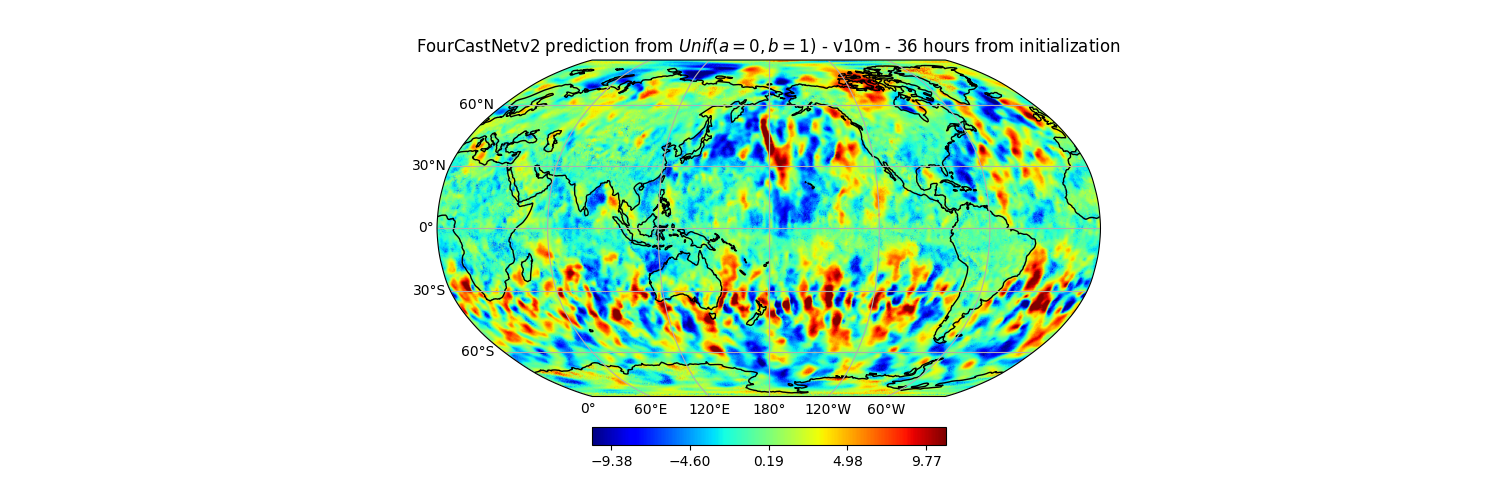 FourCastNetv2 prediction from Unif(a = 0, b = 1) - v10m - 36 hours from initialization
60°N
30°N
0°
30°S
60°S
0° 60°E 120°E 180° 120°W 60°W
−9.38 −4.60 0.19 4.98 9.77